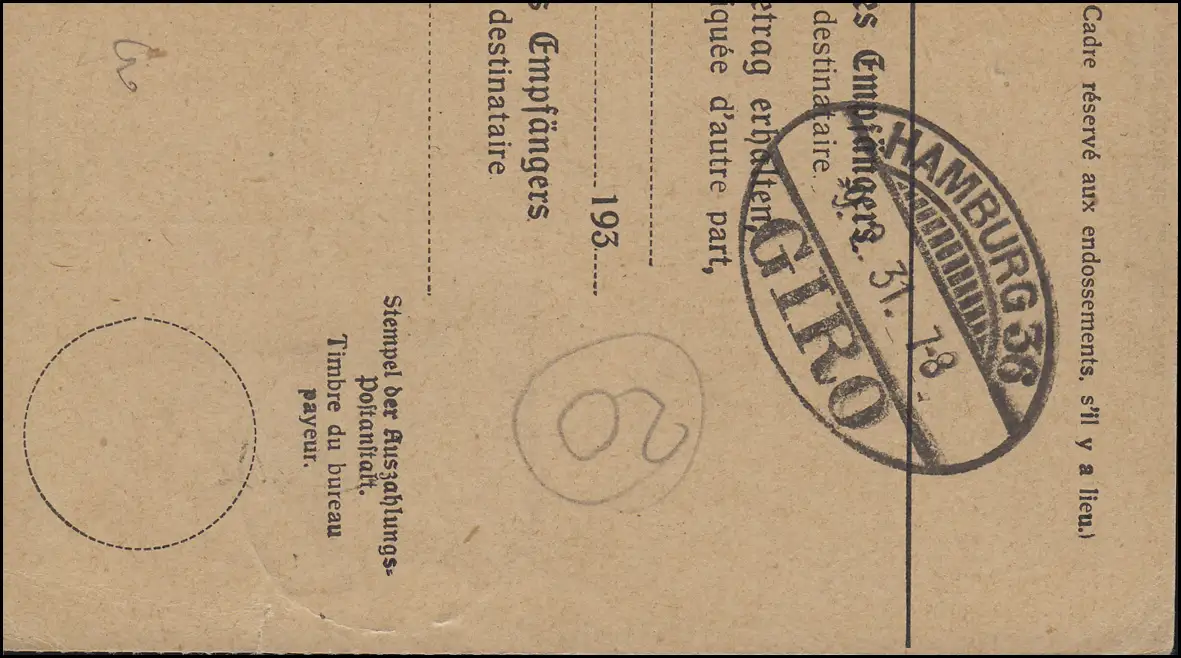 Cadre réservé aux endossements, s'il y a lieu.)
HAMBURG 36
31. 7-8
GIRO
es Empfängers.
destinataire.
etrag erhalten,
iquée d'autre part,
193
s Empfängers
destinataire
Stempel der Auszahlungs=
Postanstalt.
Timbre du bureau
payeur.